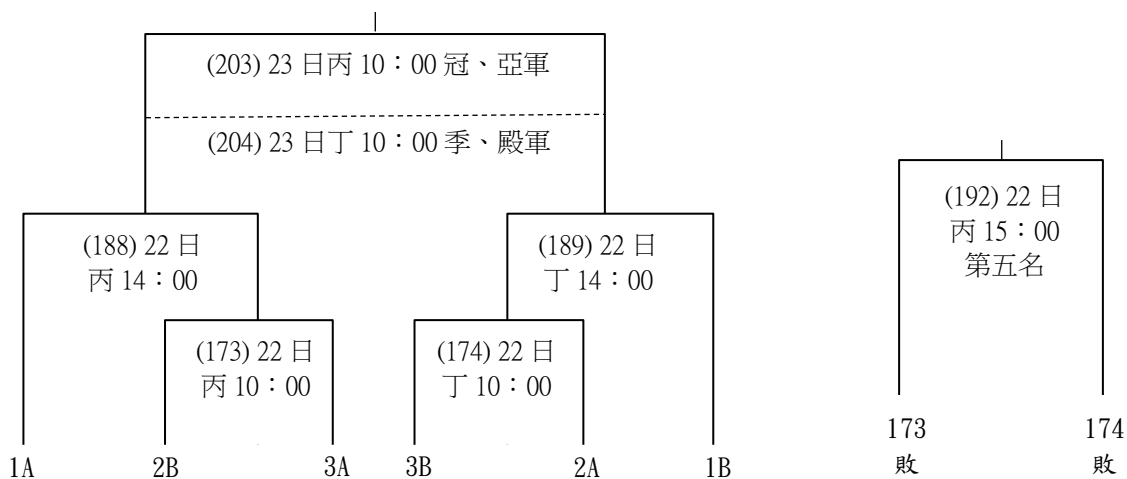 (203) 23 日丙 10：00 冠、亞軍
(204) 23 日丁 10：00 季、殿軍
(188) 22 日
丙 14：00
(189) 22 日
丁 14：00
(173) 22 日
丙 10：00
(174) 22 日
丁 10：00
1A
2B
3A
3B
2A
1B
(192) 22 日
丙 15：00
第五名
173
敗
174
敗